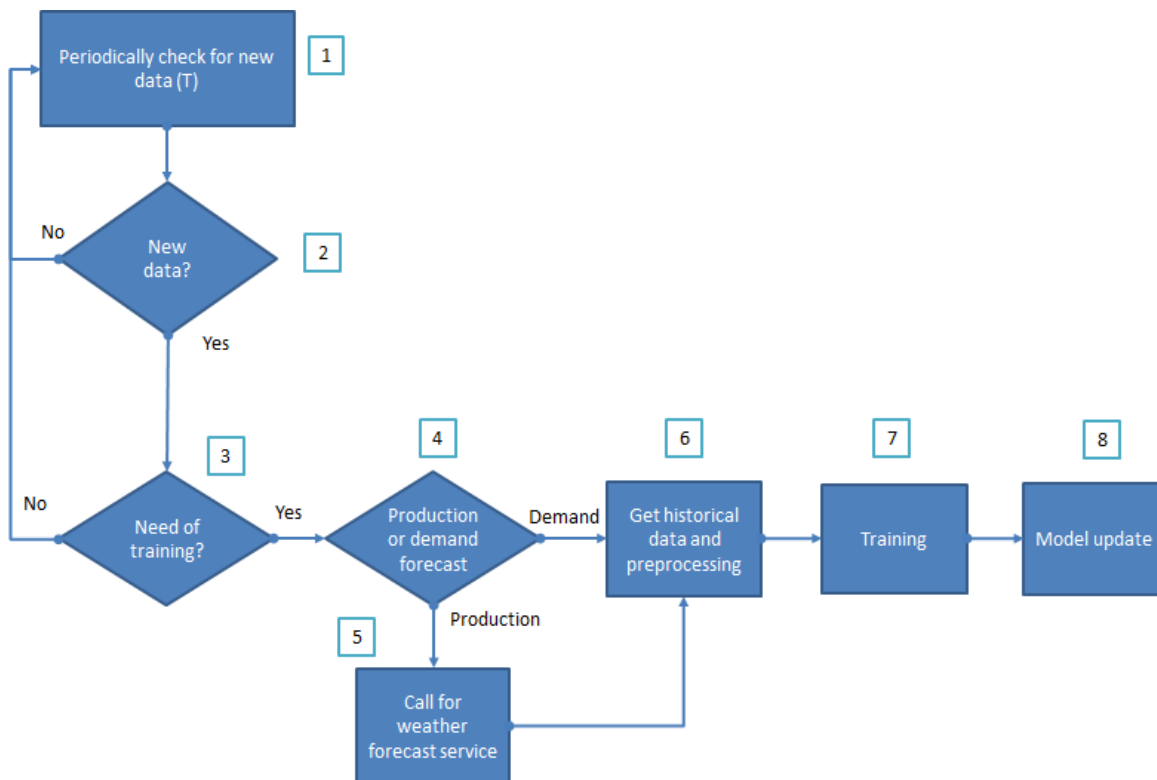 Periodically check for new
data (T)
1
No
New
data?
2
Yes
3
4
6
7
8
No
Need of
training?
Yes
Production
or demand
forecast
Demand
Get historical
data and
preprocessing
Training
Model update
Production
5
Call for
weather
forecast service